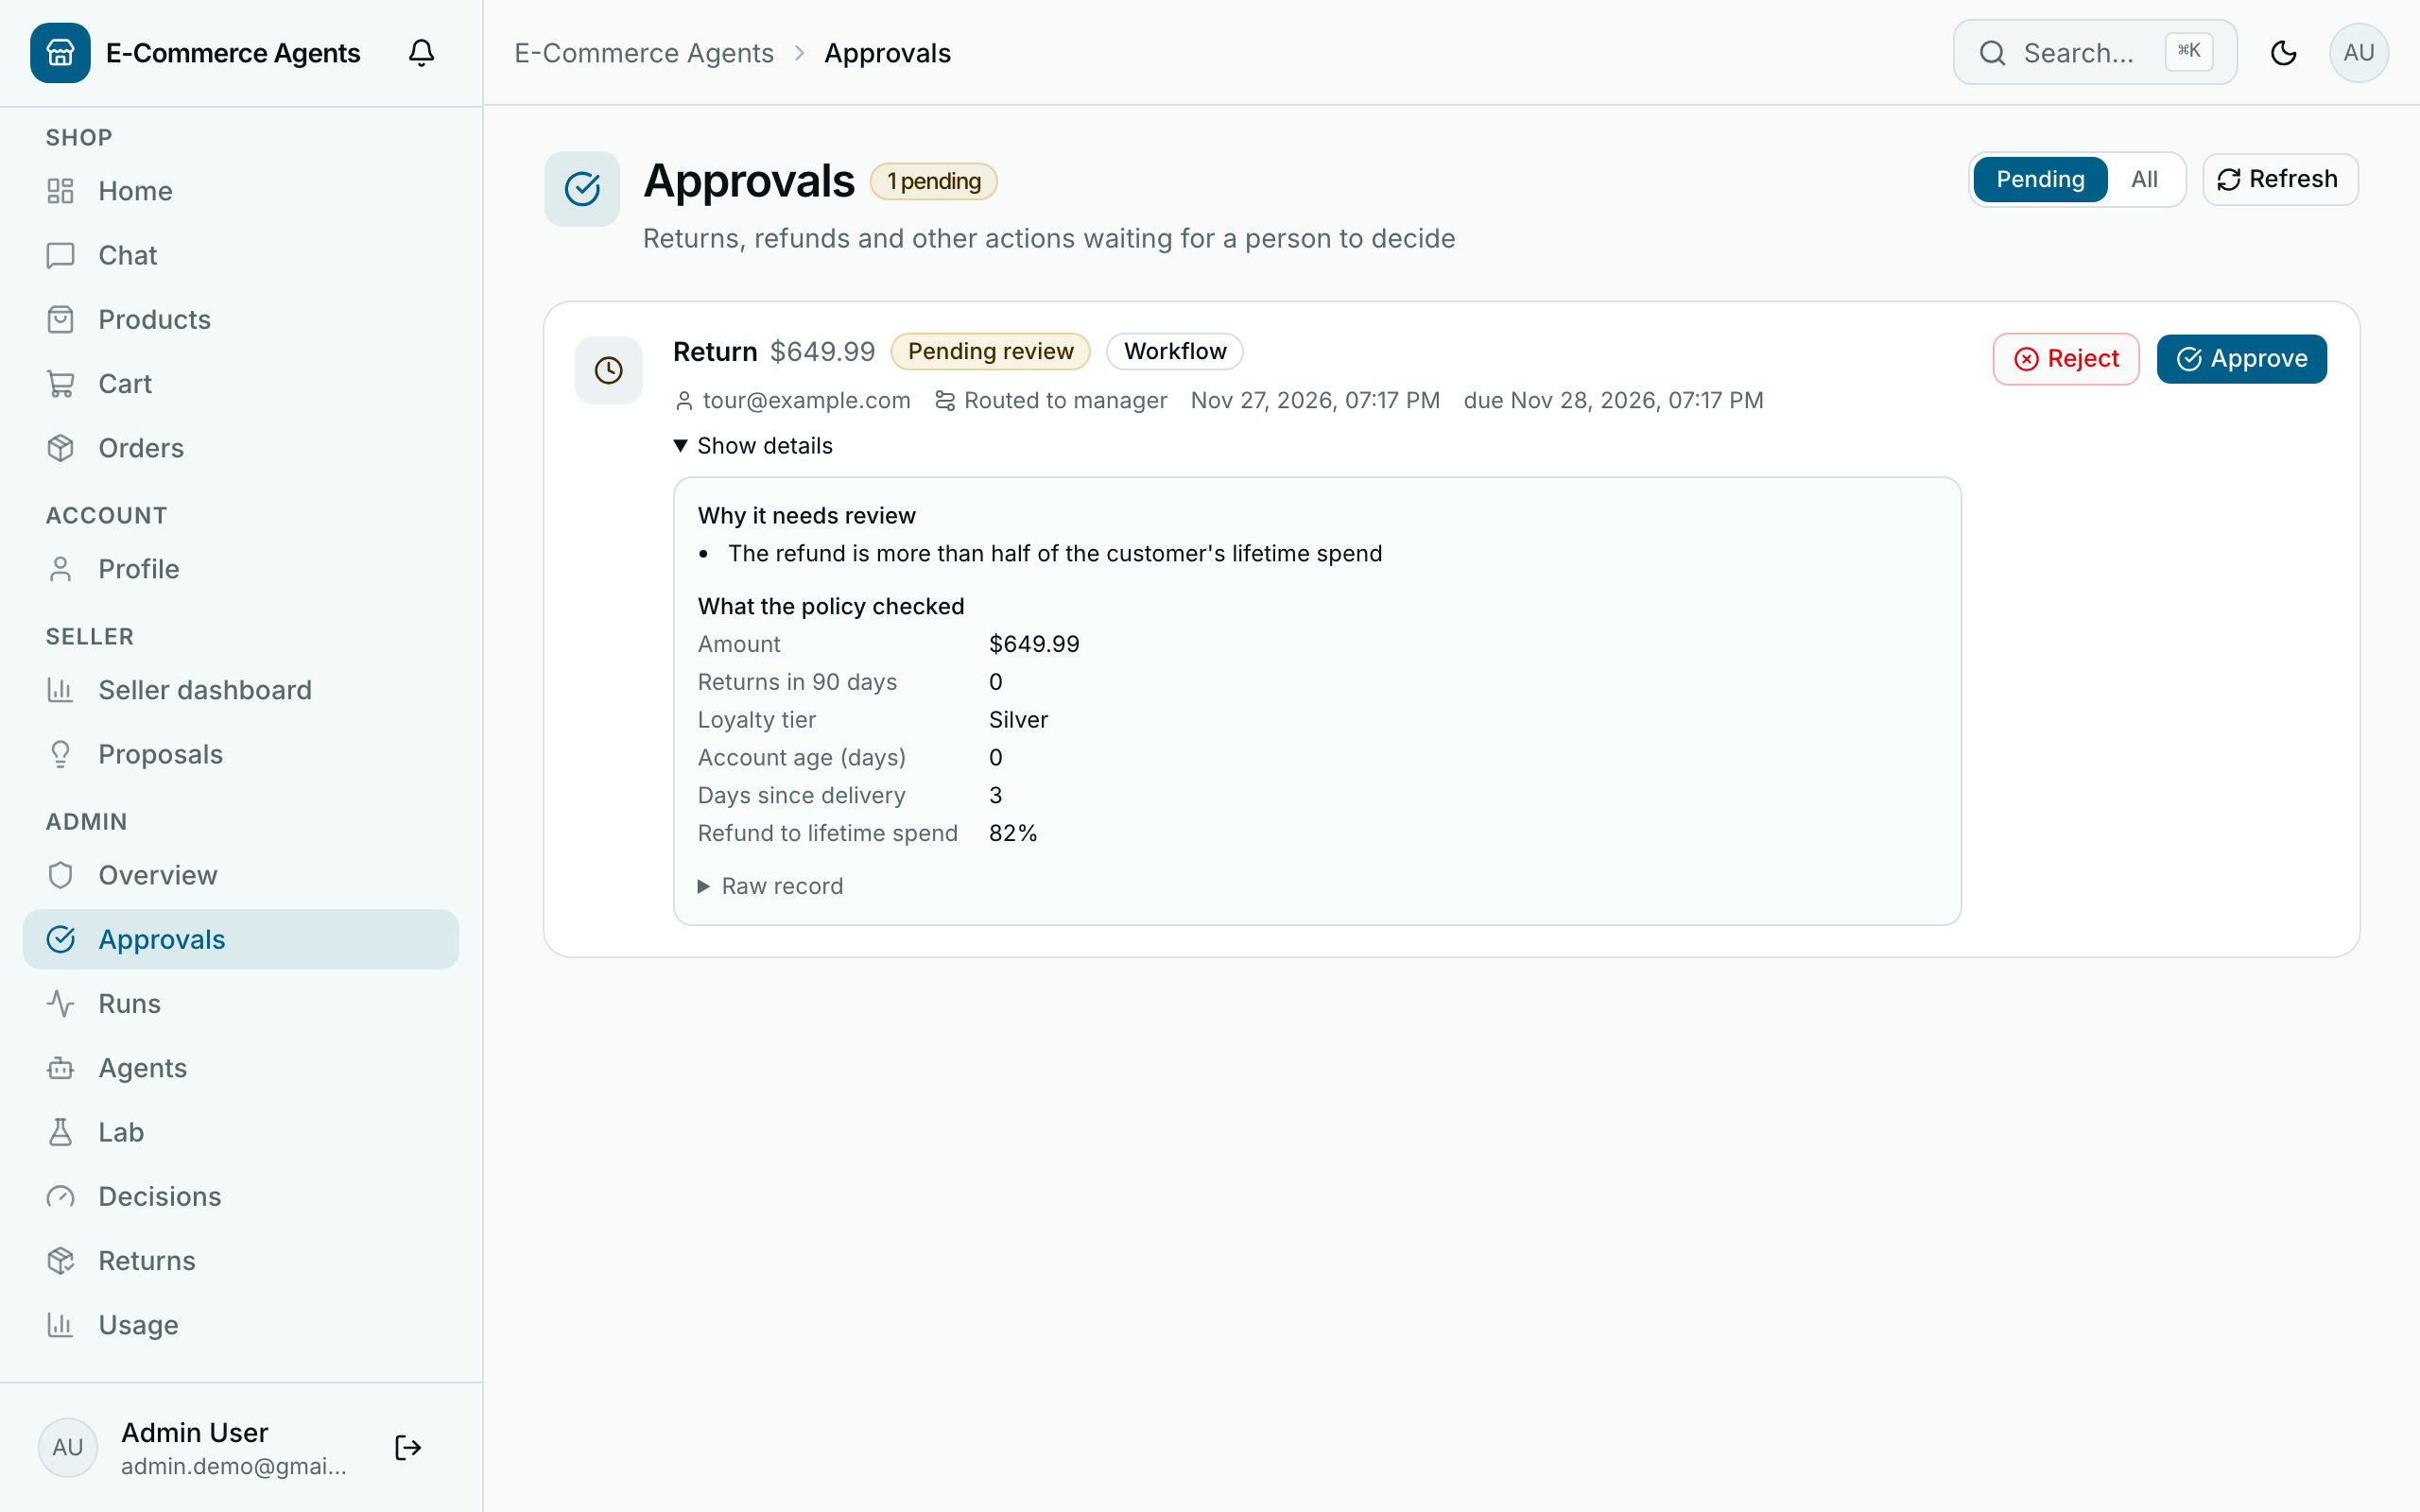 E-Commerce Agents
SHOP
Home
Chat
Products
Cart
Orders
ACCOUNT
Profile
SELLER
Seller dashboard
Proposals
ADMIN
Overview
Approvals
Runs
Agents
Lab
Decisions
Returns
Usage
AU
Admin User
admin.demo@gmai...
E-Commerce Agents > Approvals
Search... ⌘K
AU
Approvals 1 pending
Returns, refunds and other actions waiting for a person to decide
Pending All Refresh
Return $649.99 Pending review Workflow
tour@example.com Routed to manager Nov 27, 2026, 07:17 PM due Nov 28, 2026, 07:17 PM
Reject Approve
▼ Show details
Why it needs review
• The refund is more than half of the customer's lifetime spend
What the policy checked
Amount $649.99
Returns in 90 days 0
Loyalty tier Silver
Account age (days) 0
Days since delivery 3
Refund to lifetime spend 82%
▶ Raw record